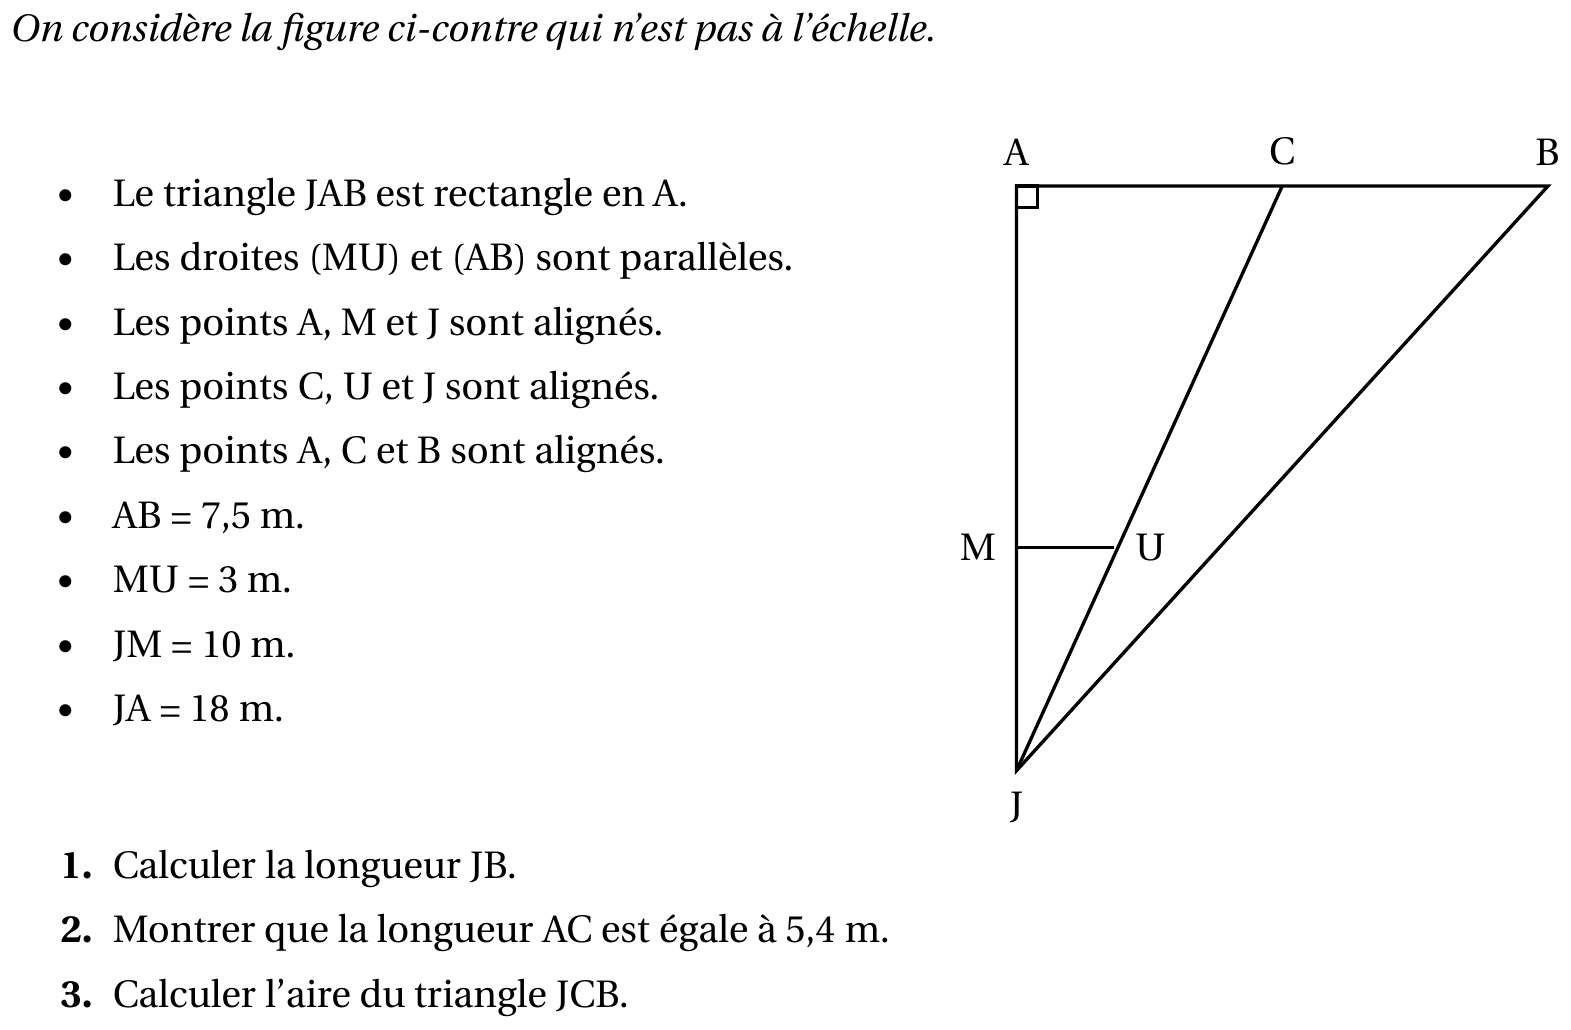 On considère la figure ci-contre qui n'est pas à l'échelle.
• Le triangle JAB est rectangle en A.
• Les droites (MU) et (AB) sont parallèles.
• Les points A, M et J sont alignés.
• Les points C, U et J sont alignés.
• Les points A, C et B sont alignés.
• AB = 7,5 m.
• MU = 3 m.
• JM = 10 m.
• JA = 18 m.
A C B
M U
J
1. Calculer la longueur JB.
2. Montrer que la longueur AC est égale à 5,4 m.
3. Calculer l'aire du triangle JCB.